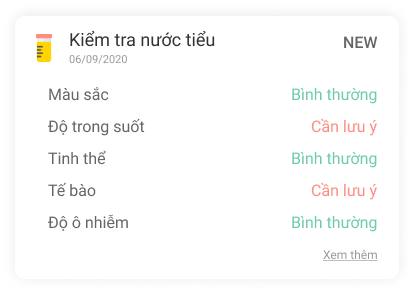 Kiểm tra nước tiểu
NEW
06/09/2020
Màu sắc Bình thường
Độ trong suốt Cần lưu ý
Tinh thể Bình thường
Tế bào Cần lưu ý
Độ ô nhiễm Bình thường
Xem thêm